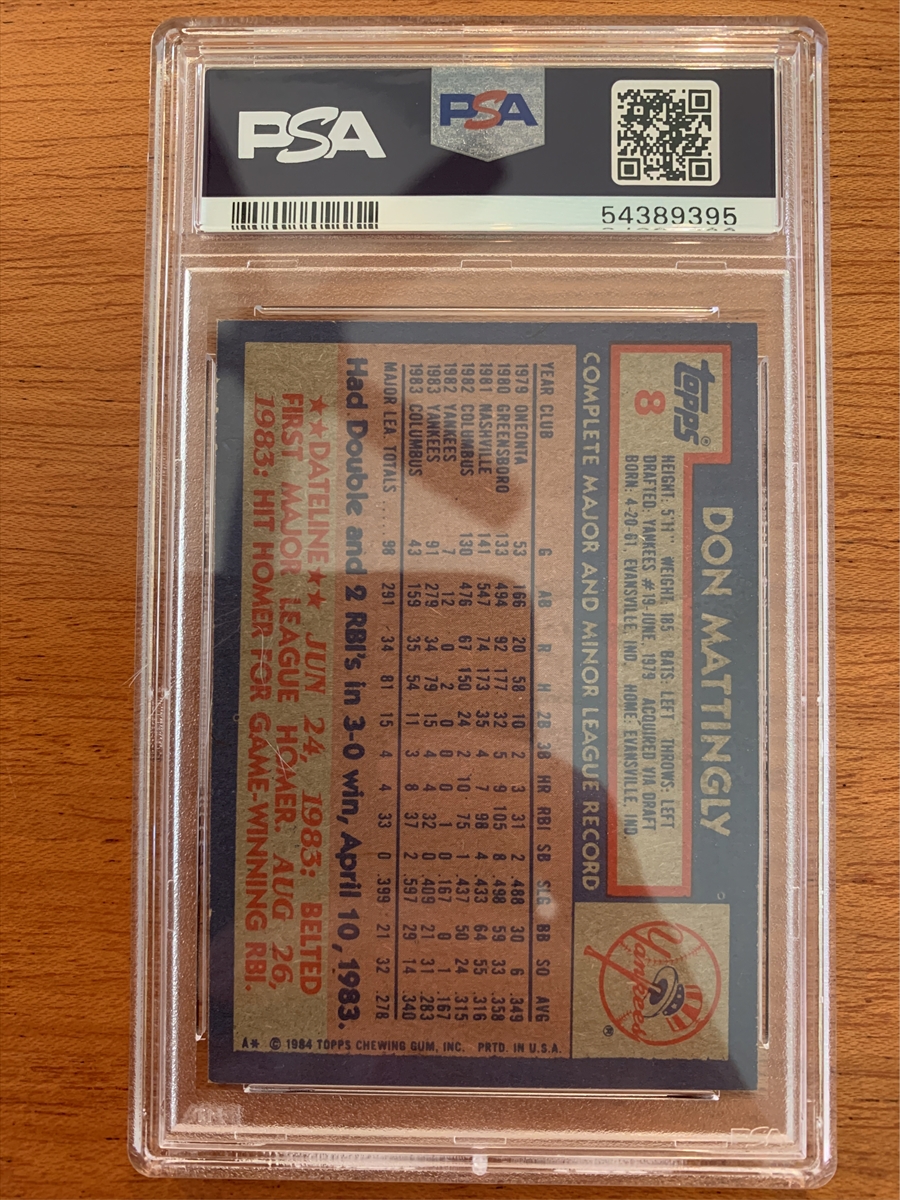 PSA
PSA
54389395
topps®
8
DON MATTINGLY
HEIGHT: 5'11" WEIGHT: 185 BATS: LEFT THROWS: LEFT
DRAFTED: YANKEES #19-JUNE, 1979 ACQUIRED: VIA DRAFT
BORN: 4-20-61, EVANSVILLE, IND. HOME: EVANSVILLE, IND
Yankees
®
COMPLETE MAJOR AND MINOR LEAGUE RECORD
YEAR CLUB G AB R H 2B 3B HR RBI SB SLG BB SO AVG
1979 ONEONTA 53 166 20 58 10 2 3 31 2 .488 30 6 .349
1980 GREENSBORO 133 494 92 177 32 5 9 105 8 .498 59 33 .358
1981 NASHVILLE 141 547 74 173 35 4 7 98 4 .433 64 55 .316
1982 COLUMBUS 130 476 67 150 24 2 10 75 1 .437 50 24 .315
1982 YANKEES 7 12 0 2 0 0 0 1 0 .167 0 1 .167
1983 YANKEES 91 279 34 79 15 4 4 32 0 .409 21 31 .283
1983 COLUMBUS 43 159 35 54 11 3 8 37 2 .597 29 14 .340
MAJOR LEA. TOTALS 98 291 34 81 15 4 4 33 0 .399 21 32 .278
Had Double and 2 RBI's in 3-0 win, April 10, 1983.
★★DATELINE★★ JUN 24, 1983: BELTED
FIRST MAJOR LEAGUE HOMER. AUG 26,
1983: HIT HOMER FOR GAME-WINNING RBI.
A* © 1984 TOPPS CHEWING GUM, INC. PRTD. IN U.S.A.
PSA